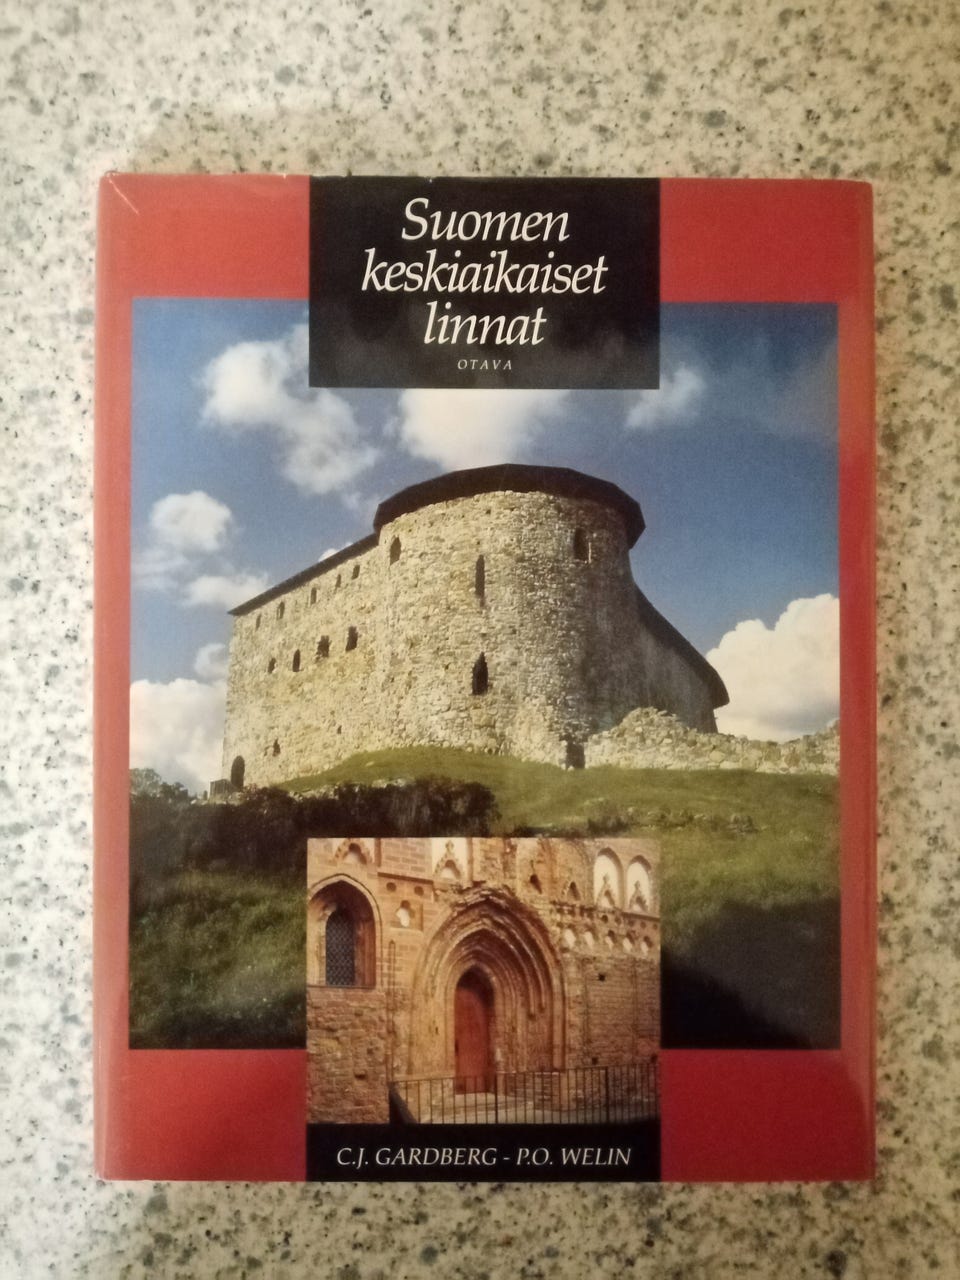 Suomen
keskiaikaiset
linnat
OTAVA
C.J. GARDBERG - P.O. WELIN